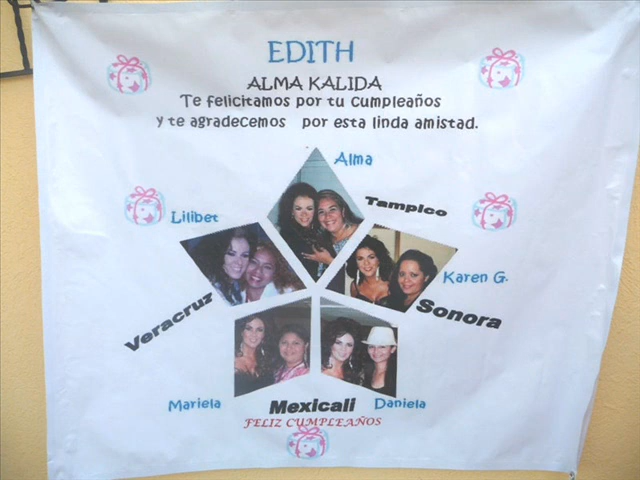 EDITH
ALMA KALIDA
Te felicitamos por tu cumpleaños
y te agradecemos por esta linda amistad.
Alma
Tampico
Lilibet
Karen G.
Veracruz
Sonora
Mariela
Mexicali
Daniela
FELIZ CUMPLEAÑOS